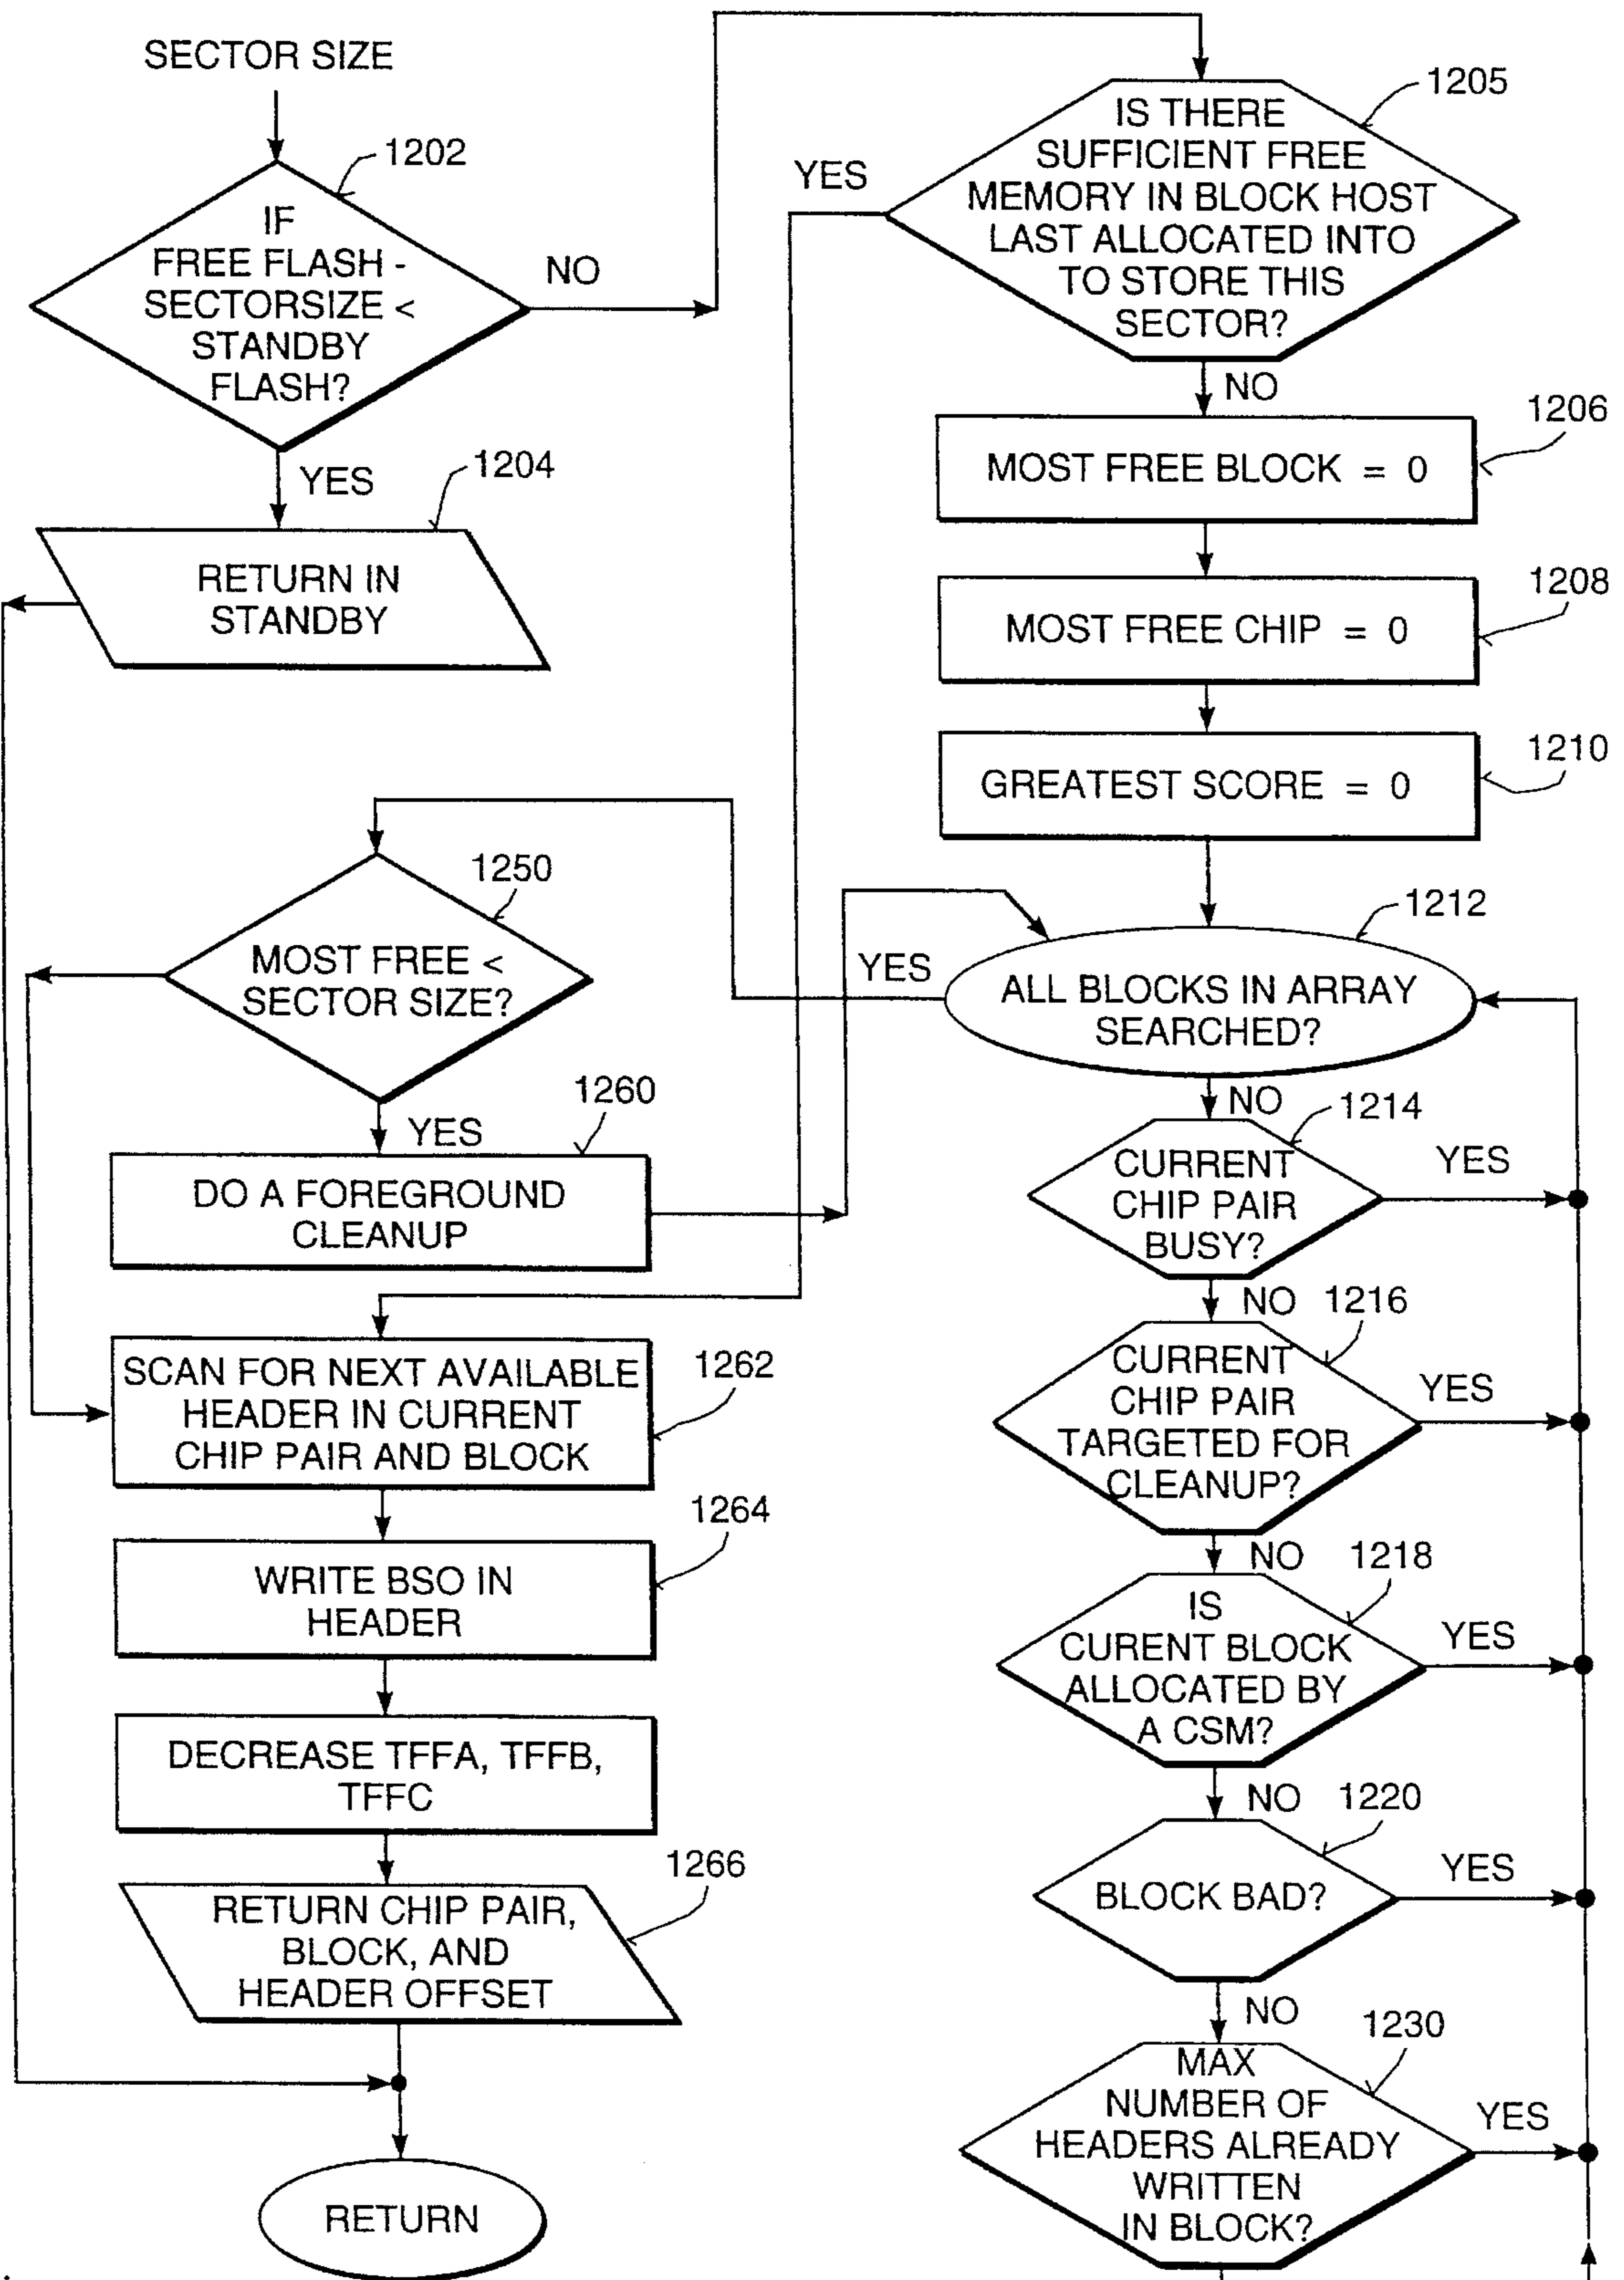 SECTOR SIZE
1202
IF
FREE FLASH -
SECTORSIZE <
STANDBY
FLASH?
NO
YES
1204
RETURN IN
STANDBY
1205
IS THERE
SUFFICIENT FREE
MEMORY IN BLOCK HOST
LAST ALLOCATED INTO
TO STORE THIS
SECTOR?
YES
NO
1206
MOST FREE BLOCK = 0
1208
MOST FREE CHIP = 0
1210
GREATEST SCORE = 0
1212
ALL BLOCKS IN ARRAY
SEARCHED?
YES
NO
1214
CURRENT
CHIP PAIR
BUSY?
YES
NO
1216
CURRENT
CHIP PAIR
TARGETED FOR
CLEANUP?
YES
NO
1218
IS
CURENT BLOCK
ALLOCATED BY
A CSM?
YES
NO
1220
BLOCK BAD?
YES
NO
1230
MAX
NUMBER OF
HEADERS ALREADY
WRITTEN
IN BLOCK?
YES
1250
MOST FREE <
SECTOR SIZE?
YES
1260
DO A FOREGROUND
CLEANUP
1262
SCAN FOR NEXT AVAILABLE
HEADER IN CURRENT
CHIP PAIR AND BLOCK
1264
WRITE BSO IN
HEADER
DECREASE TFFA, TFFB,
TFFC
1266
RETURN CHIP PAIR,
BLOCK, AND
HEADER OFFSET
RETURN